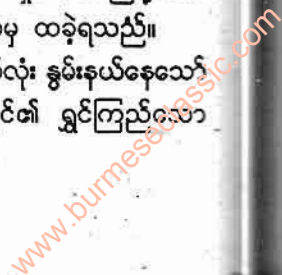 မှ ထခဲ့ရသည်။
လုံး နွမ်းနယ်နေသော်
င်၏ ရွှင်ကြည်သော
www.burmeseclassic.com